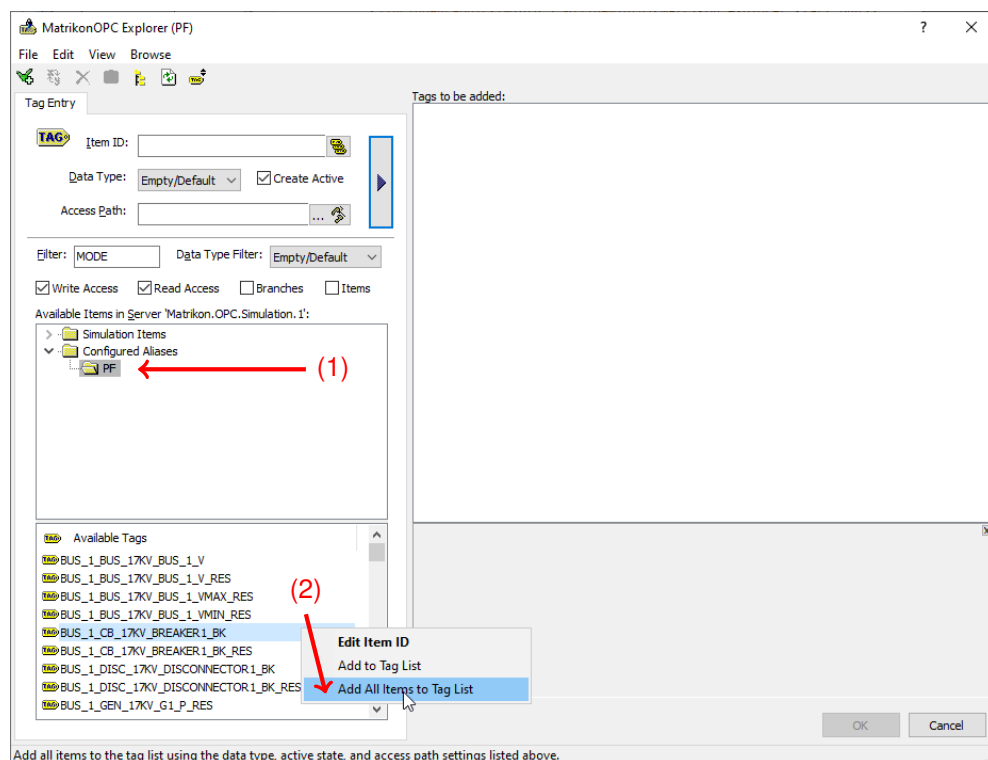 MatrikonOPC Explorer (PF)
File Edit View Browse
Tag Entry
Tags to be added:
TAG Item ID:
Data Type: Empty/Default Create Active
Access Path: ...
Filter: MODE Data Type Filter: Empty/Default
Write Access Read Access Branches Items
Available Items in Server 'Matrikon.OPC.Simulation.1':
Simulation Items
Configured Aliases
PF (1)
Available Tags
BUS_1_BUS_17KV_BUS_1_V
BUS_1_BUS_17KV_BUS_1_V_RES
BUS_1_BUS_17KV_BUS_1_VMAX_RES
(2)
BUS_1_BUS_17KV_BUS_1_VMIN_RES
BUS_1_CB_17KV_BREAKER1_BK
Edit Item ID
BUS_1_CB_17KV_BREAKER1_BK_RES
Add to Tag List
BUS_1_DISC_17KV_DISCONNECTOR1_BK
BUS_1_DISC_17KV_DISCONNECTOR1_BK_RES
Add All Items to Tag List
BUS_1_GEN_17KV_G1_P_RES
OK Cancel
Add all items to the tag list using the data type, active state, and access path settings listed above.